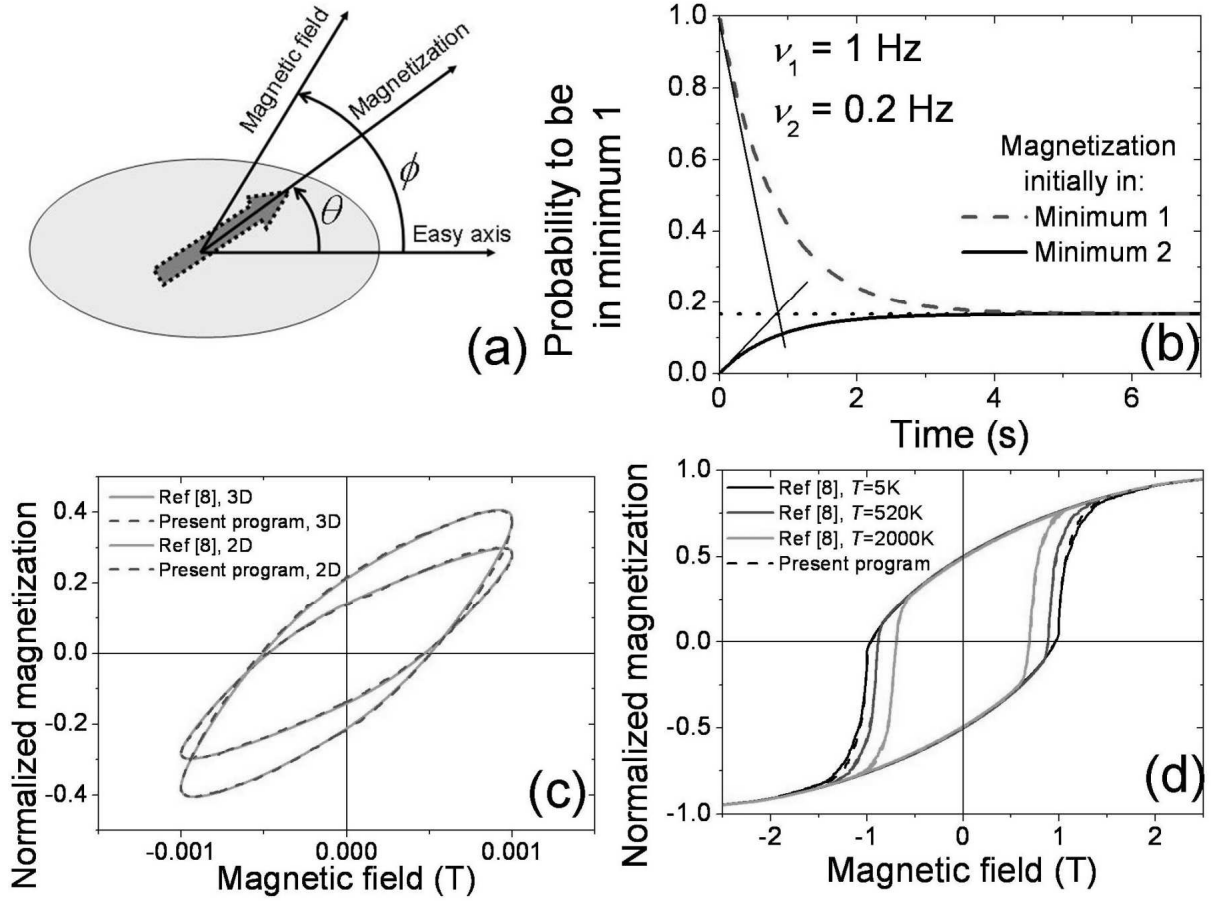 Magnetic field
Magnetization
ϕ
θ
Easy axis
(a)
Probability to be
in minimum 1
1.0
0.8
0.6
0.4
0.2
0.0
ν1 = 1 Hz
ν2 = 0.2 Hz
Magnetization
initially in:
Minimum 1
Minimum 2
(b)
0 2 4 6
Time (s)
Normalized magnetization
0.4
0.2
0.0
-0.2
-0.4
Ref [8], 3D
Present program, 3D
Ref [8], 2D
Present program, 2D
(c)
-0.001 0.000 0.001
Magnetic field (T)
Normalized magnetization
1.0
0.5
0.0
-0.5
-1.0
Ref [8], T=5K
Ref [8], T=520K
Ref [8], T=2000K
Present program
(d)
-2 -1 0 1 2
Magnetic field (T)